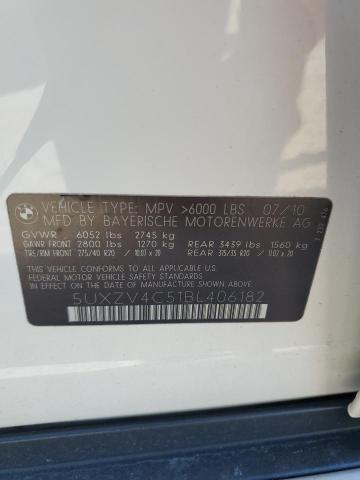 BMW
VEHICLE TYPE: MPV >6000 LBS 07/10
MFD BY BAYERISCHE MOTORENWERKE AG
GVWR 6052 lbs 2745 kg
GAWR FRONT 2800 lbs 1270 kg REAR 3439 lbs 1560 kg
TIRE/RIM FRONT 275/40 R20 / 10.0J x 20 REAR 315/35 R20 / 11.0J x 20
THIS VEHICLE CONFORMS TO ALL APPLICABLE U.S.
FEDERAL MOTOR VEHICLE SAFETY STANDARDS IN
EFFECT ON THE DATE OF MANUFACTURE SHOWN ABOVE.
5UXZV4C51BL406182